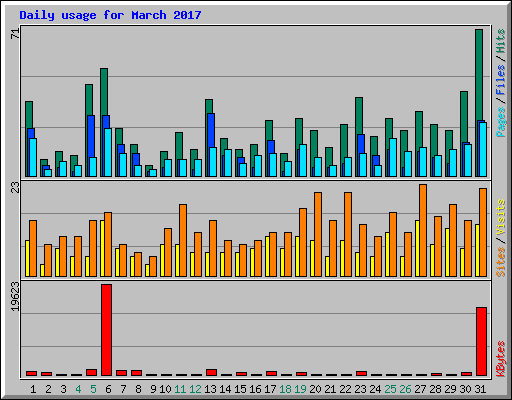 Daily usage for March 2017
71
Pages / Files / Hits
23
Sites / Visits
19623
KBytes
1 2 3 4 5 6 7 8 9 10 11 12 13 14 15 16 17 18 19 20 21 22 23 24 25 26 27 28 29 30 31